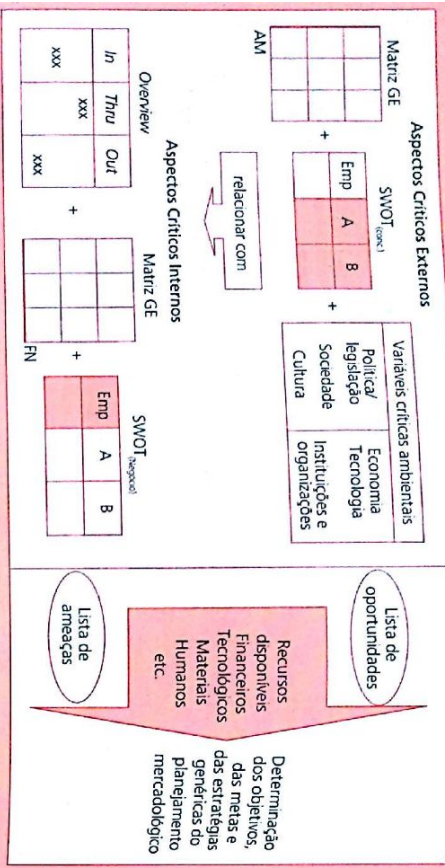 Aspectos Críticos Externos
Matriz GE
AM
+
SWOT (conc.)
Emp
A
B
+
Variáveis críticas ambientais
Política/
legislação
Sociedade
Cultura
Economia
Tecnologia
Instituições e
organizações
relacionar com
Aspectos Críticos Internos
Overview
In
Thru
Out
xxx
xxx
xxx
+
Matriz GE
FN
+
SWOT (Negócio)
Emp
A
B
Lista de
oportunidades
Recursos
disponíveis
Financeiros
Tecnológicos
Materiais
Humanos
etc.
Lista de
ameaças
Determinação
dos objetivos,
das metas e
das estratégias
genéricas do
planejamento
mercadológico